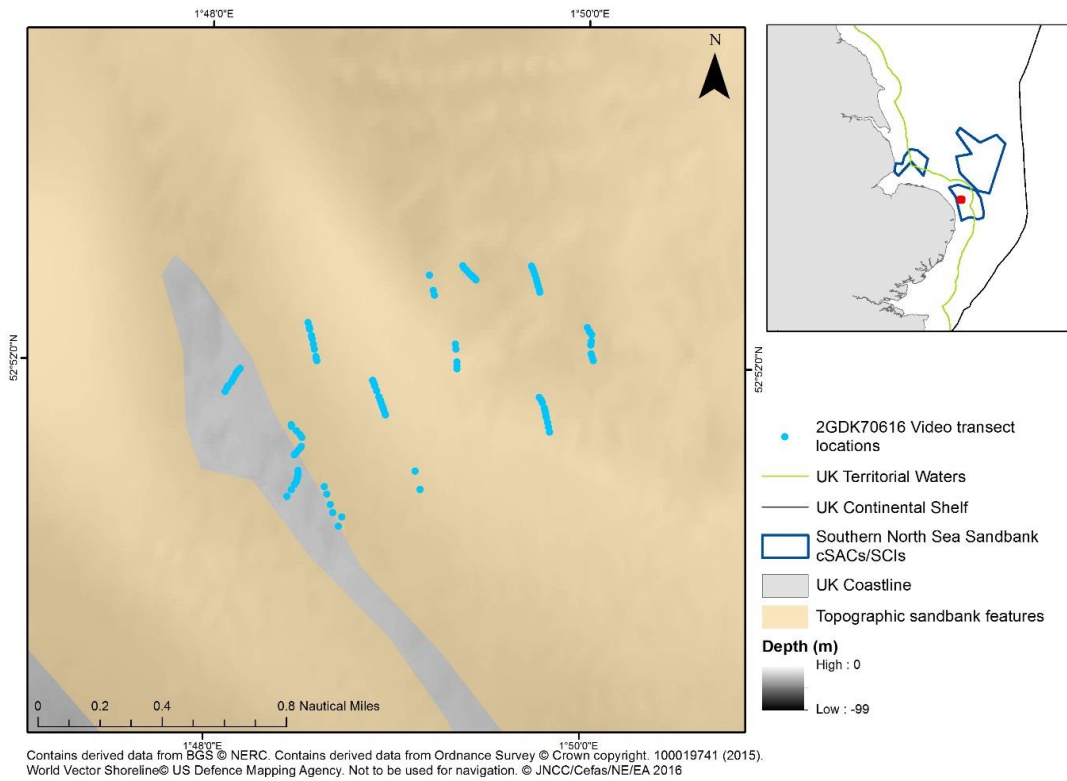 1°48'0"E
1°50'0"E
N
52°52'0"N
52°52'0"N
0
0.2
0.4
0.8 Nautical Miles
1°48'0"E
1°50'0"E
2GDK70616 Video transect
locations
UK Territorial Waters
UK Continental Shelf
Southern North Sea Sandbank
cSACs/SCIs
UK Coastline
Topographic sandbank features
Depth (m)
High : 0
Low : -99
Contains derived data from BGS © NERC. Contains derived data from Ordnance Survey © Crown copyright. 100019741 (2015).
World Vector Shoreline© US Defence Mapping Agency. Not to be used for navigation. © JNCC/Cefas/NE/EA 2016